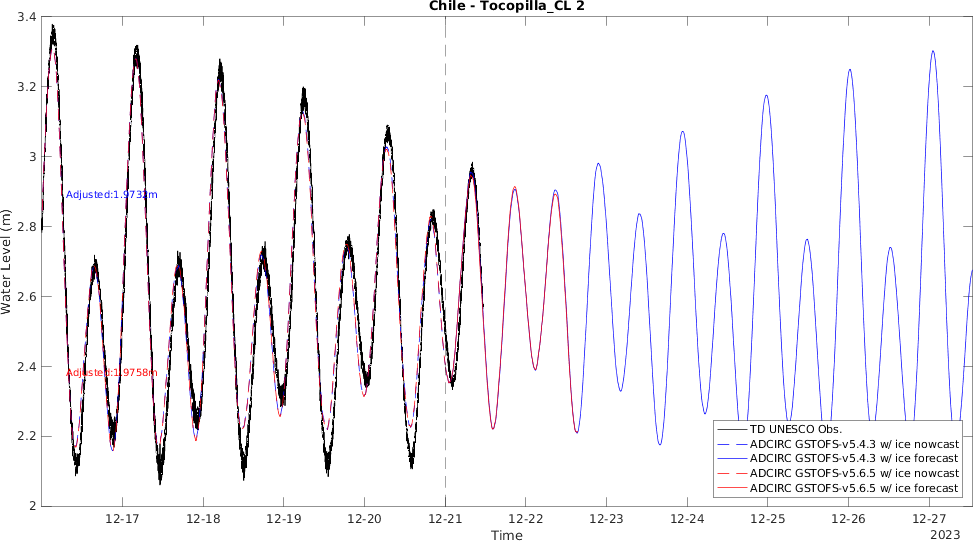 Chile - Tocopilla_CL 2
3.4
3.2
3
2.8
2.6
2.4
2.2
2
Water Level (m)
Adjusted:1.9732m
Adjusted:1.9758m
TD UNESCO Obs.
ADCIRC GSTOFS-v5.4.3 w/ ice nowcast
ADCIRC GSTOFS-v5.4.3 w/ ice forecast
ADCIRC GSTOFS-v5.6.5 w/ ice nowcast
ADCIRC GSTOFS-v5.6.5 w/ ice forecast
12-17 12-18 12-19 12-20 12-21 12-22 12-23 12-24 12-25 12-26 12-27
Time
2023